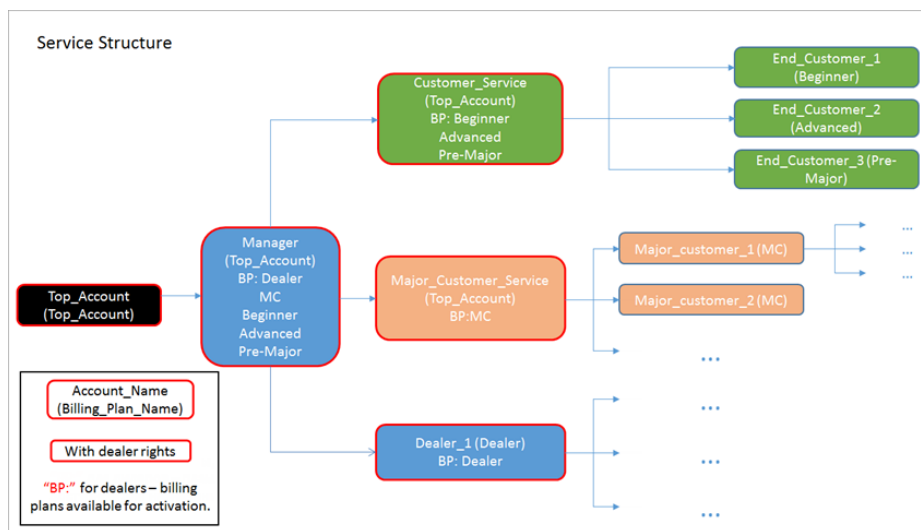 Service Structure
Customer_Service
(Top_Account)
BP: Beginner
Advanced
Pre-Major
End_Customer_1
(Beginner)
End_Customer_2
(Advanced)
End_Customer_3 (Pre-
Major)
Manager
(Top_Account)
BP: Dealer
MC
Beginner
Advanced
Pre-Major
Top_Account
(Top_Account)
Major_Customer_Service
(Top_Account)
BP:MC
Major_customer_1 (MC)
...
...
...
Major_customer_2 (MC)
...
Dealer_1 (Dealer)
BP: Dealer
...
...
...
Account_Name
(Billing_Plan_Name)
With dealer rights
“BP:” for dealers – billing
plans available for activation.